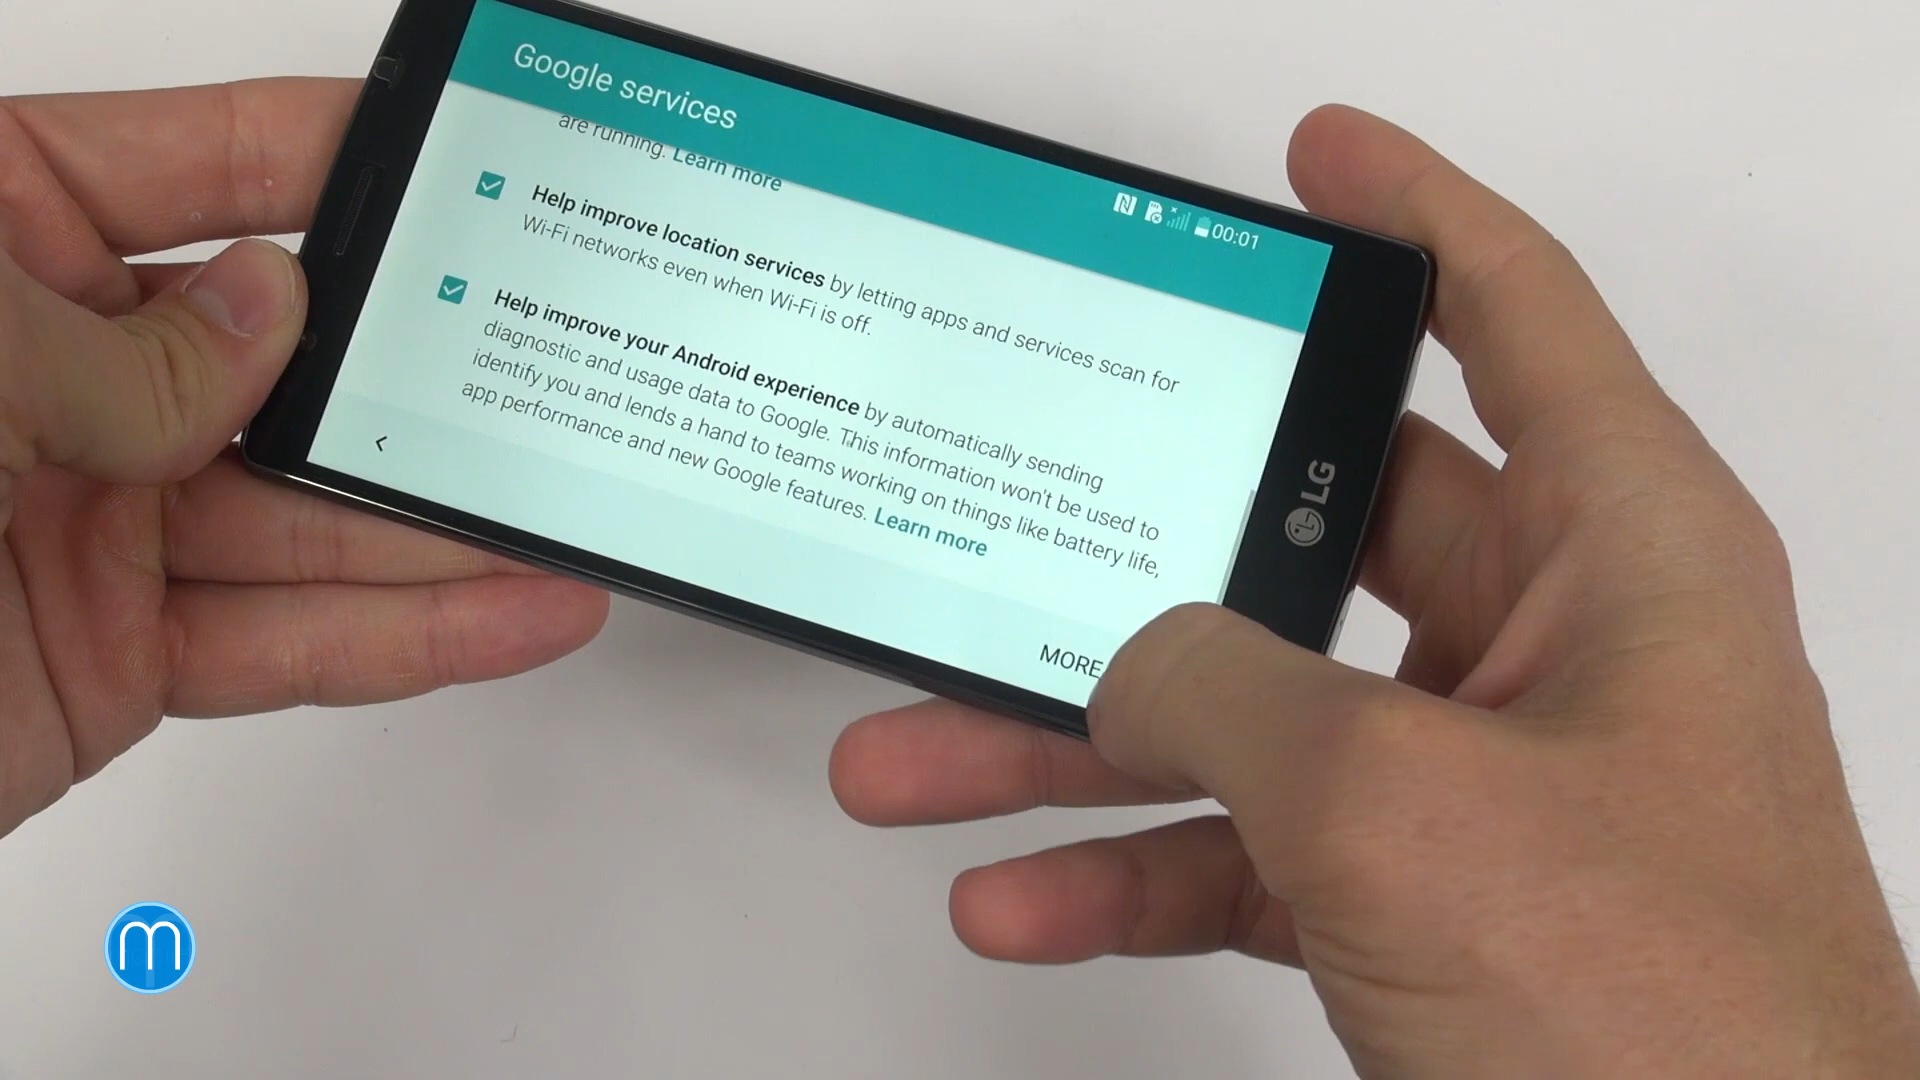 Google services
00:01
are running. Learn more
Help improve location services by letting apps and services scan for
Wi-Fi networks even when Wi-Fi is off.
Help improve your Android experience by automatically sending
diagnostic and usage data to Google. This information won't be used to
identify you and lends a hand to teams working on things like battery life,
app performance and new Google features. Learn more
MORE
LG
m